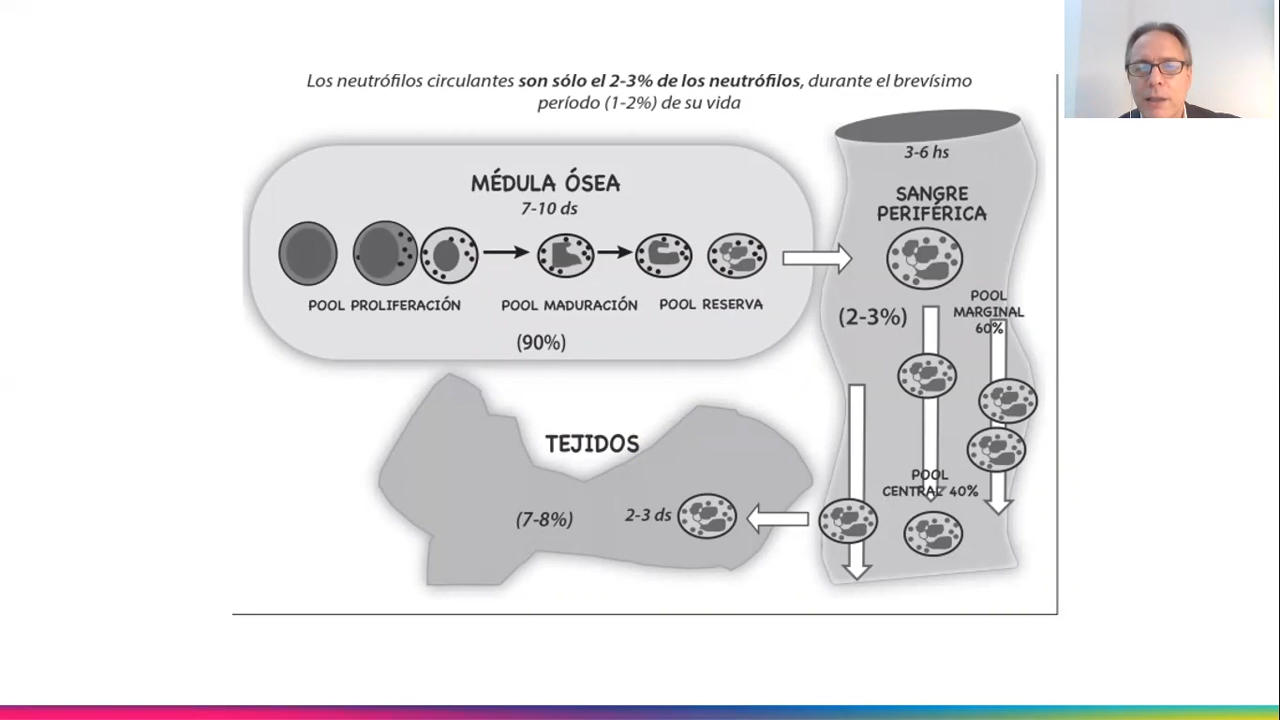 Los neutrófilos circulantes son sólo el 2-3% de los neutrófilos, durante el brevísimo
período (1-2%) de su vida
MÉDULA ÓSEA
7-10 ds
POOL PROLIFERACIÓN
POOL MADURACIÓN
POOL RESERVA
(90%)
3-6 hs
SANGRE
PERIFÉRICA
(2-3%)
POOL
MARGINAL
60%
POOL
CENTRAL 40%
TEJIDOS
(7-8%)
2-3 ds